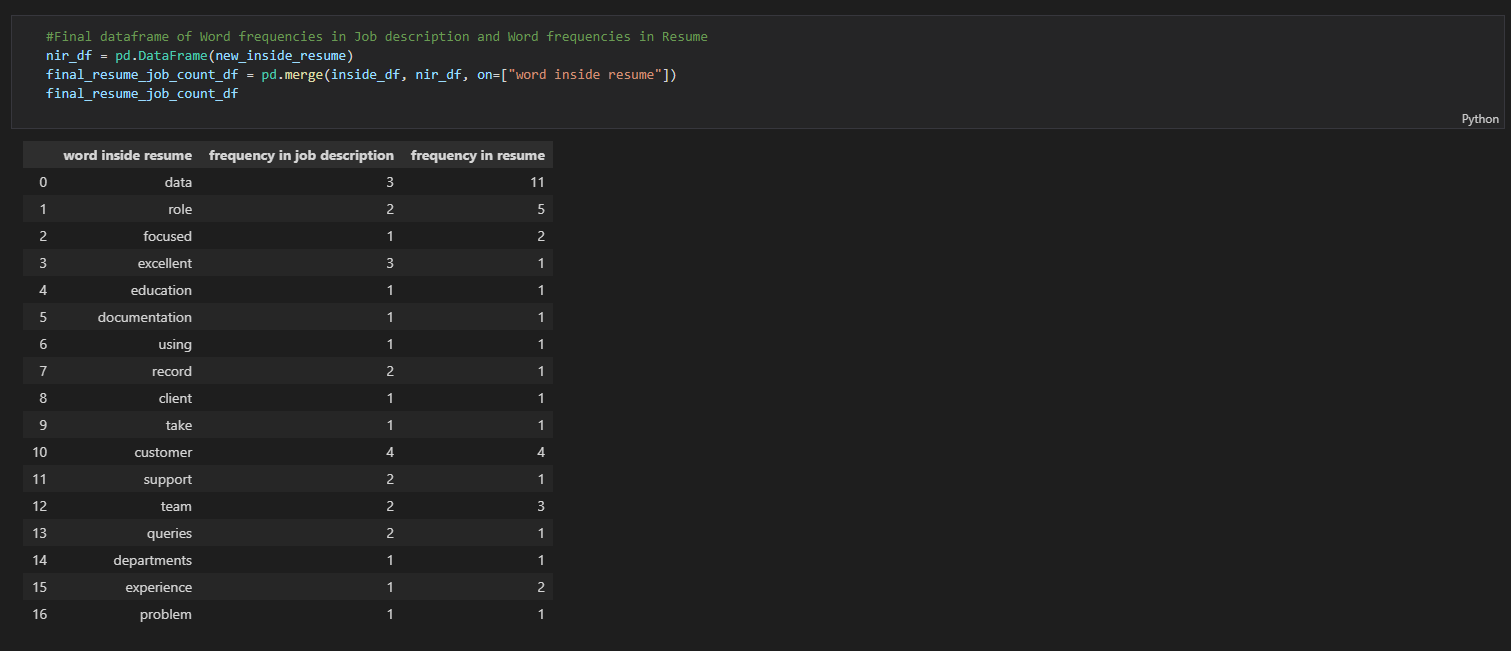 #Final dataframe of Word frequencies in Job description and Word frequencies in Resume
nir_df = pd.DataFrame(new_inside_resume)
final_resume_job_count_df = pd.merge(inside_df, nir_df, on=["word inside resume"])
final_resume_job_count_df
Python
word inside resume frequency in job description frequency in resume
0 data 3 11
1 role 2 5
2 focused 1 2
3 excellent 3 1
4 education 1 1
5 documentation 1 1
6 using 1 1
7 record 2 1
8 client 1 1
9 take 1 1
10 customer 4 4
11 support 2 1
12 team 2 3
13 queries 2 1
14 departments 1 1
15 experience 1 2
16 problem 1 1